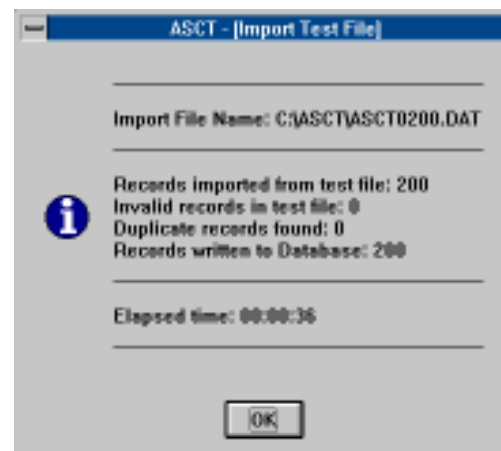 ASCT - [Import Test File]
Import File Name: C:\ASCT\ASCT0200.DAT
Records imported from test file: 200
Invalid records in test file: 0
Duplicate records found: 0
Records written to Database: 200
Elapsed time: 00:00:36
OK